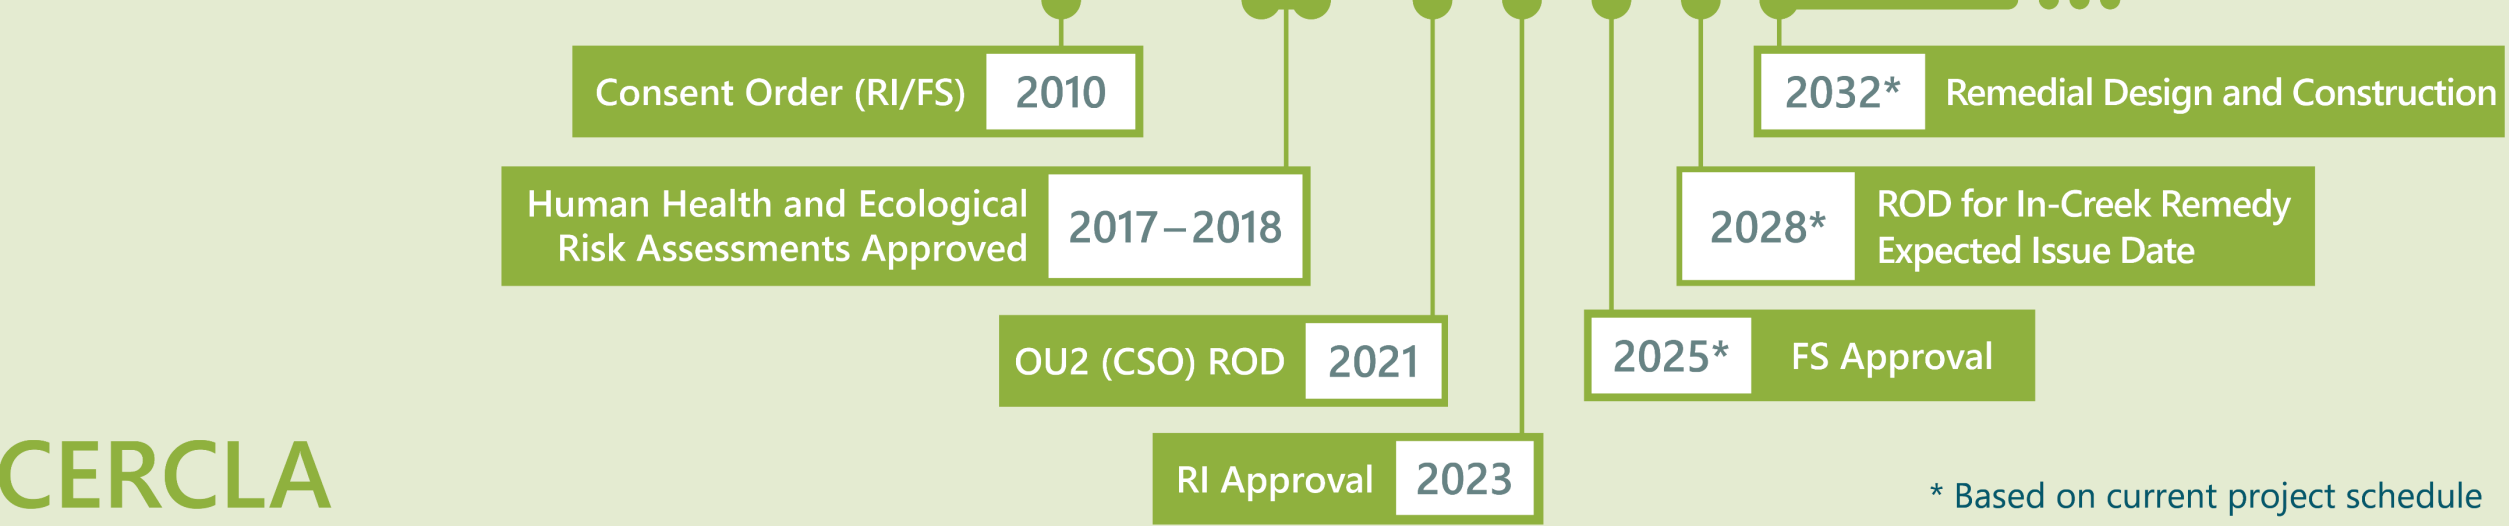 Consent Order (RI/FS) 2010
Human Health and Ecological
Risk Assessments Approved
2017–2018
OU2 (CSO) ROD 2021
RI Approval 2023
2025* FS Approval
2028*
ROD for In-Creek Remedy
Expected Issue Date
2032* Remedial Design and Construction
CERCLA
* Based on current project schedule